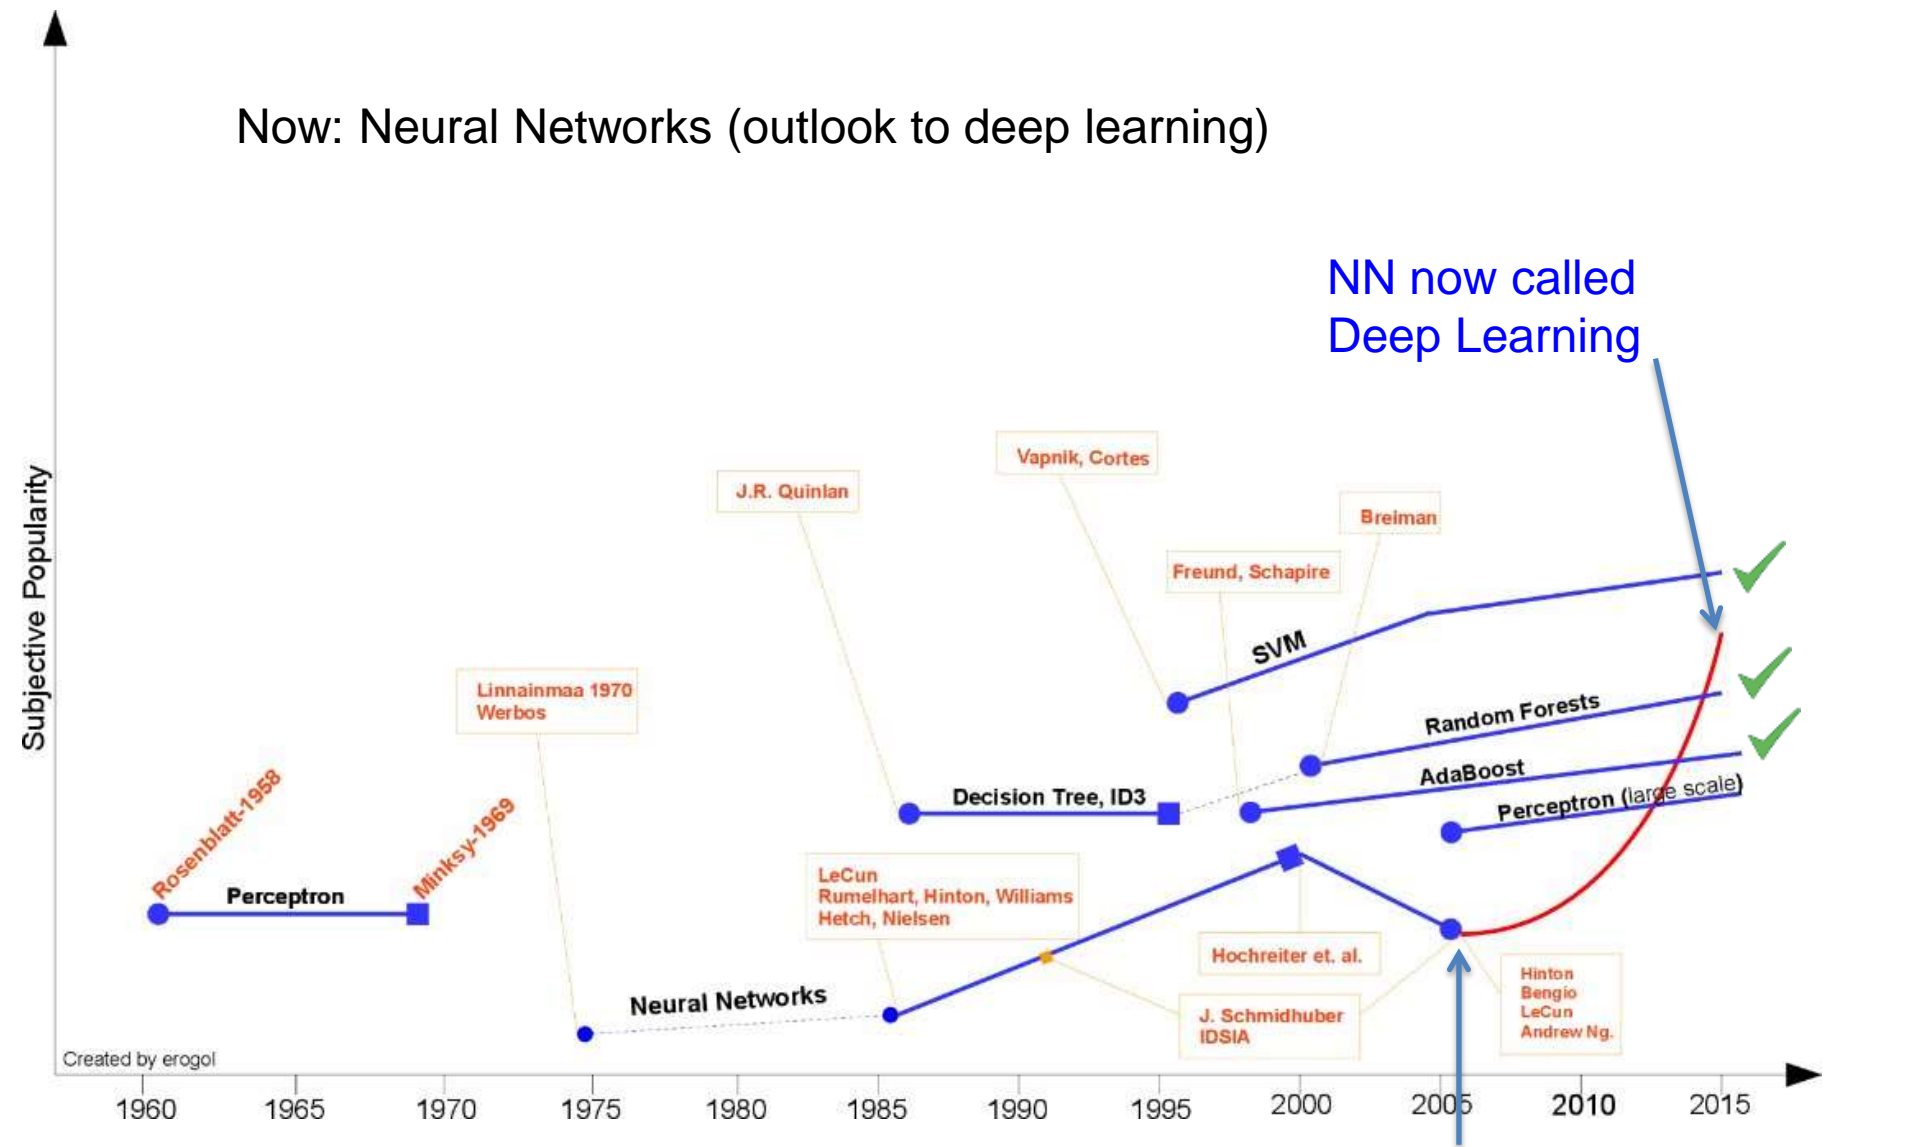 Now: Neural Networks (outlook to deep learning)
NN now called
Deep Learning
Subjective Popularity
Vapnik, Cortes
J.R. Quinlan
Breiman
Freund, Schapire
SVM
Linnainmaa 1970
Werbos
Random Forests
AdaBoost
Decision Tree, ID3
Perceptron (large scale)
Rosenblatt-1958
Minksy-1969
Perceptron
LeCun
Rumelhart, Hinton, Williams
Hetch, Nielsen
Hochreiter et. al.
Hinton
Bengio
LeCun
Andrew Ng.
Neural Networks
J. Schmidhuber
IDSIA
Created by erogol
1960 1965 1970 1975 1980 1985 1990 1995 2000 2005 2010 2015